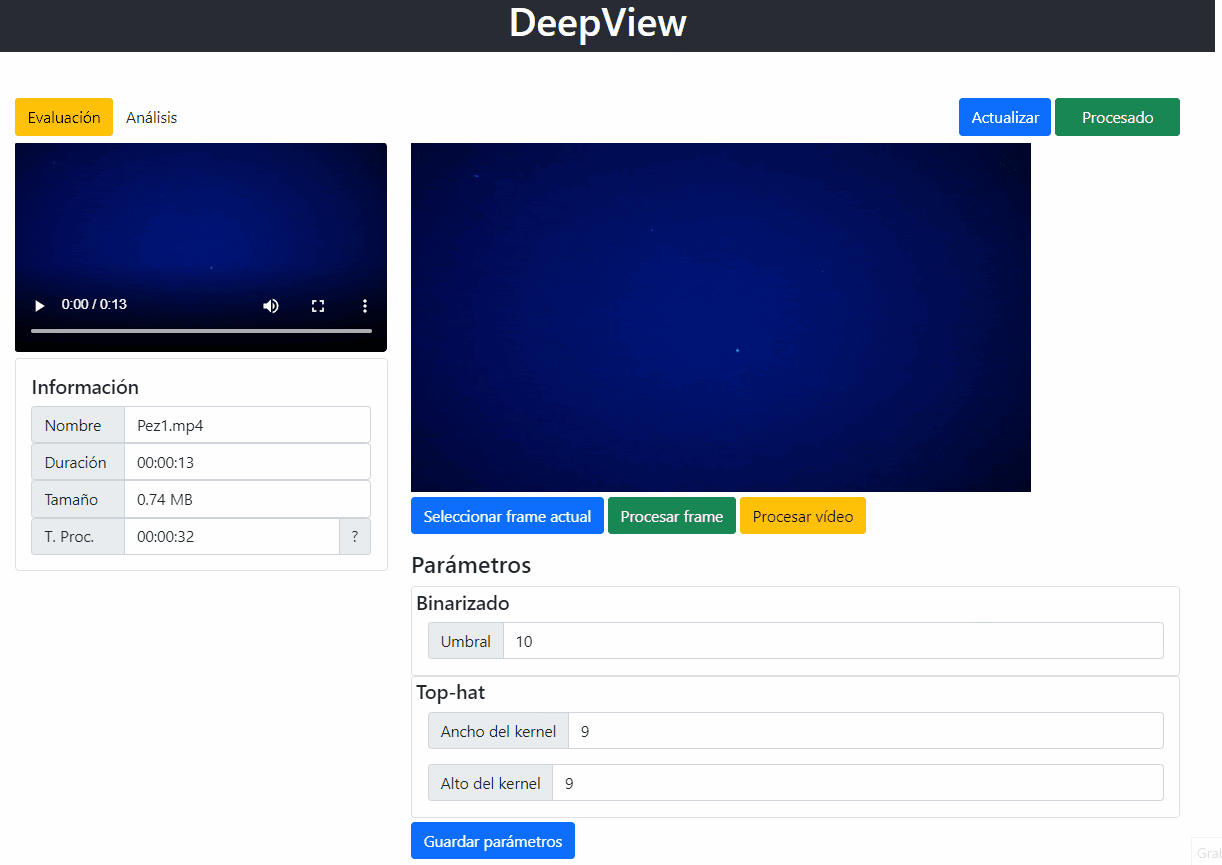 DeepView
Evaluación Análisis Actualizar Procesado
0:00 / 0:13
Información
Nombre Pez1.mp4
Duración 00:00:13
Tamaño 0.74 MB
T. Proc. 00:00:32 ?
Seleccionar frame actual Procesar frame Procesar vídeo
Parámetros
Binarizado
Umbral 10
Top-hat
Ancho del kernel 9
Alto del kernel 9
Guardar parámetros